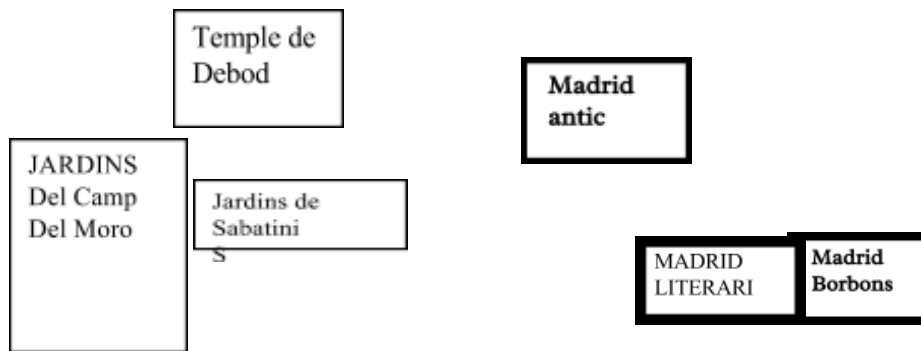 Temple de
Debod
Madrid
antic
JARDINS
Del Camp
Del Moro
Jardins de
Sabatini
S
MADRID
LITERARI
Madrid
Borbons